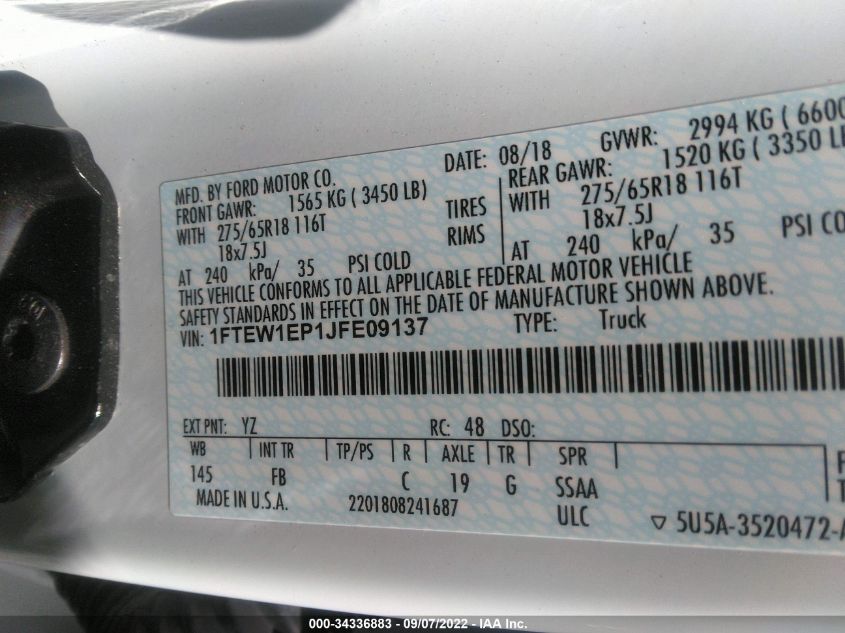 MFD. BY FORD MOTOR CO. DATE: 08/18 GVWR: 2994 KG ( 6600
FRONT GAWR: 1565 KG ( 3450 LB) REAR GAWR: 1520 KG ( 3350 LB
WITH 275/65R18 116T TIRES WITH 275/65R18 116T
18x7.5J RIMS 18x7.5J
AT 240 kPa/ 35 PSI COLD AT 240 kPa/ 35 PSI CO
THIS VEHICLE CONFORMS TO ALL APPLICABLE FEDERAL MOTOR VEHICLE
SAFETY STANDARDS IN EFFECT ON THE DATE OF MANUFACTURE SHOWN ABOVE.
VIN: 1FTEW1EP1JFE09137 TYPE: Truck
EXT PNT: YZ RC: 48 DSO:
WB INT TR TP/PS R AXLE TR SPR
145 FB C 19 G SSAA
MADE IN U.S.A. 2201808241687 ULC ▽ 5U5A-3520472-A
000-34336883 - 09/07/2022 - IAA Inc.